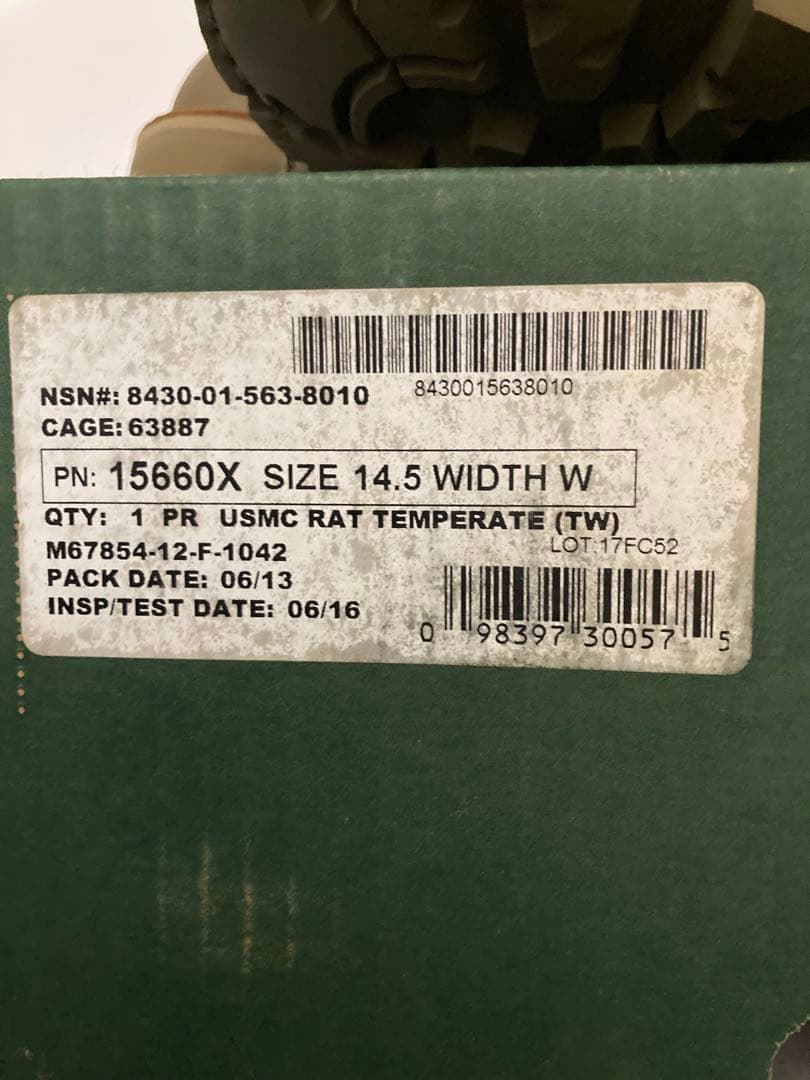 8430015638010
NSN#: 8430-01-563-8010
CAGE: 63887
PN: 15660X SIZE 14.5 WIDTH W
QTY: 1 PR USMC RAT TEMPERATE (TW)
M67854-12-F-1042
LOT:17FC52
PACK DATE: 06/13
INSP/TEST DATE: 06/16
0 98397 30057 5